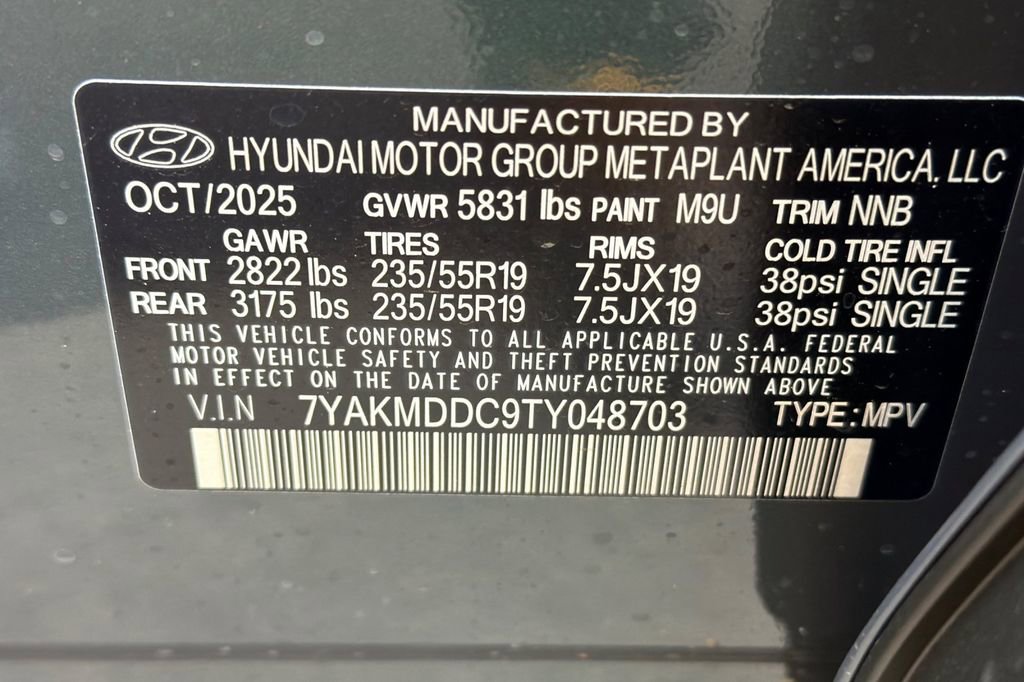 MANUFACTURED BY
HYUNDAI MOTOR GROUP METAPLANT AMERICA, LLC
OCT/2025 GVWR 5831 lbs PAINT M9U TRIM NNB
GAWR TIRES RIMS COLD TIRE INFL
FRONT 2822 lbs 235/55R19 7.5JX19 38psi SINGLE
REAR 3175 lbs 235/55R19 7.5JX19 38psi SINGLE
THIS VEHICLE CONFORMS TO ALL APPLICABLE U.S.A. FEDERAL
MOTOR VEHICLE SAFETY AND THEFT PREVENTION STANDARDS
IN EFFECT ON THE DATE OF MANUFACTURE SHOWN ABOVE
V.I.N 7YAKMDDC9TY048703 TYPE: MPV